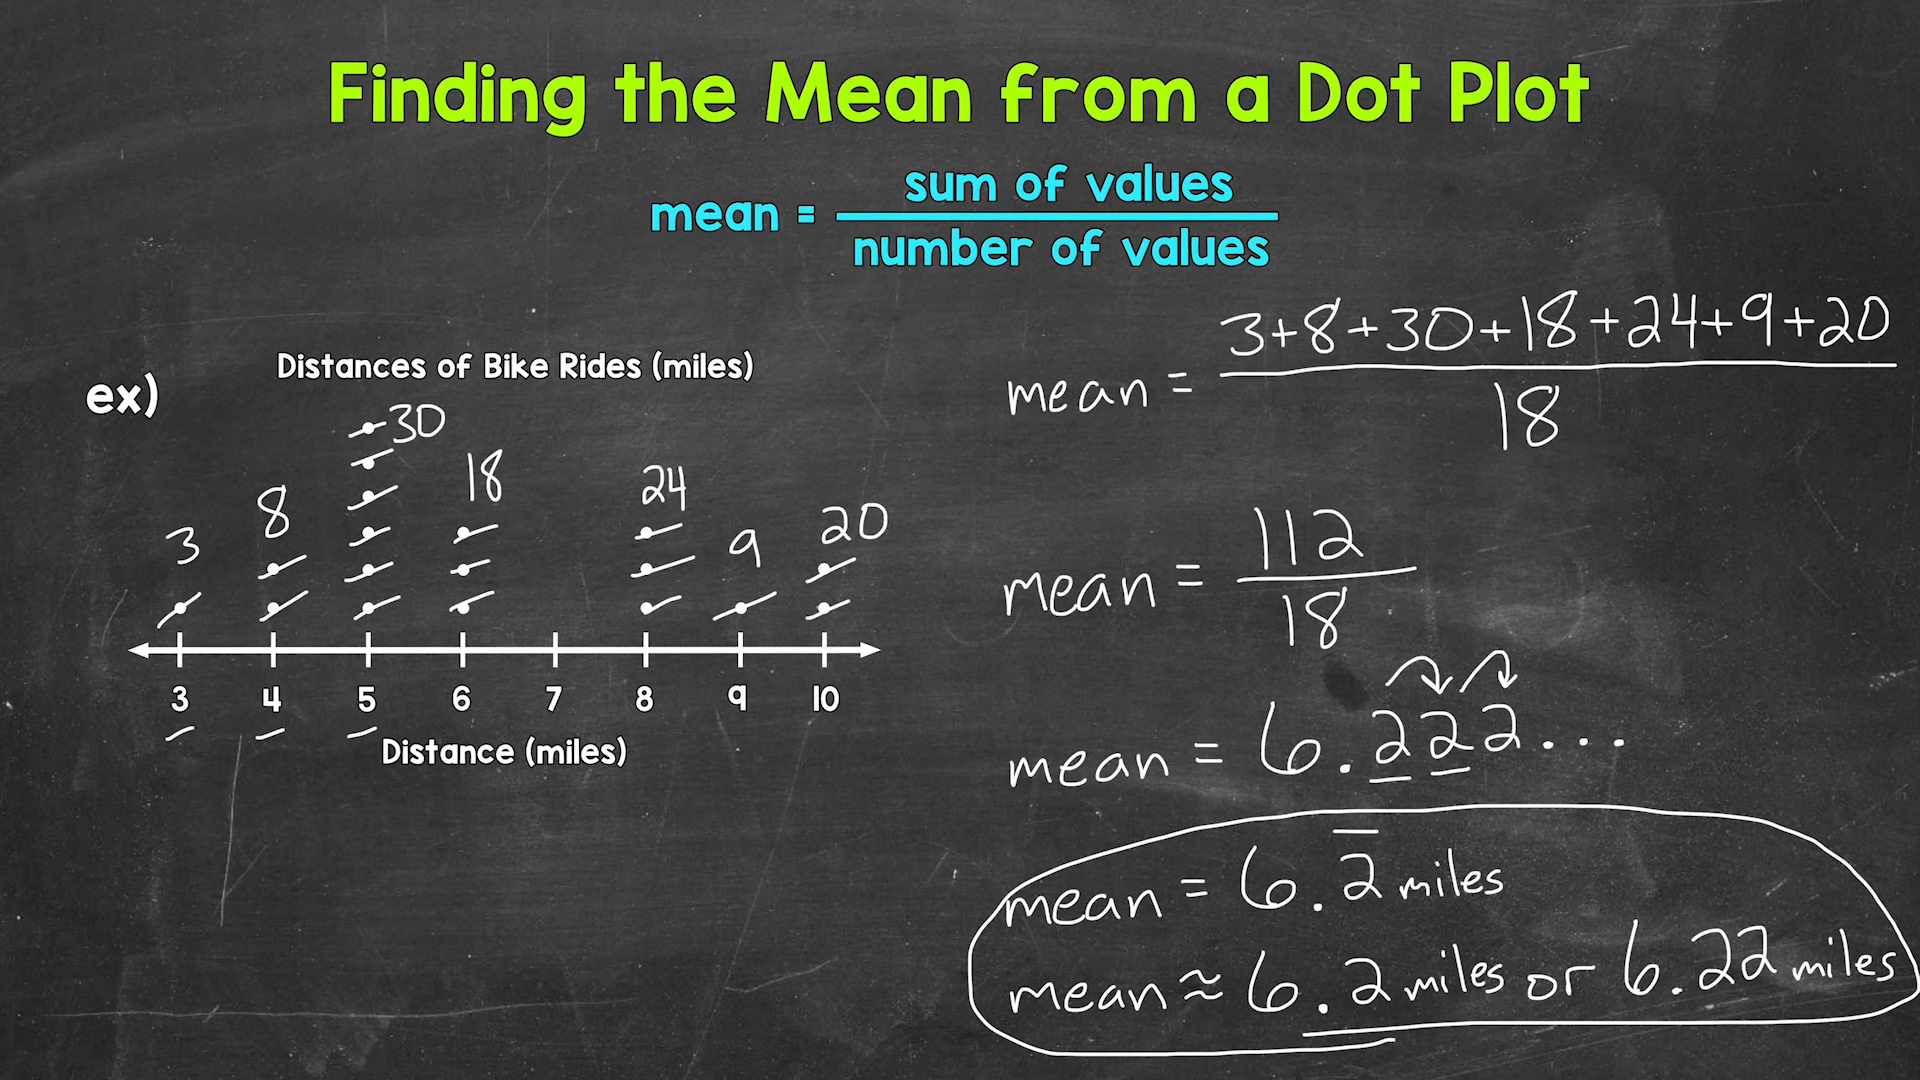 Finding the Mean from a Dot Plot
mean = sum of values / number of values
ex)
Distances of Bike Rides (miles)
3 8 30 18 24 9 20
3 4 5 6 7 8 9 10
Distance (miles)
mean = 3+8+30+18+24+9+20 / 18
mean = 112 / 18
mean = 6.222...
mean = 6.2̅ miles
mean ≈ 6.2 miles or 6.22 miles